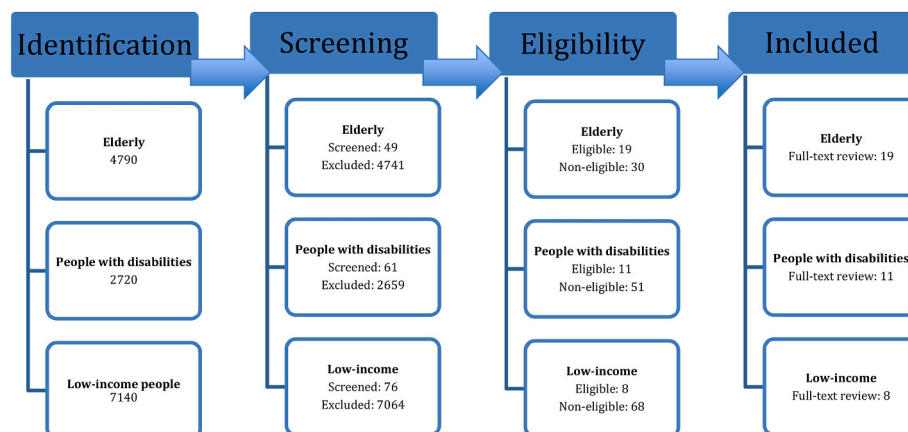 Identification
Screening
Eligibility
Included
Elderly
4790
People with disabilities
2720
Low-income people
7140
Elderly
Screened: 49
Excluded: 4741
People with disabilities
Screened: 61
Excluded: 2659
Low-income
Screened: 76
Excluded: 7064
Elderly
Eligible: 19
Non-eligible: 30
People with disabilities
Eligible: 11
Non-eligible: 51
Low-income
Eligible: 8
Non-eligible: 68
Elderly
Full-text review: 19
People with disabilities
Full-text review: 11
Low-income
Full-text review: 8